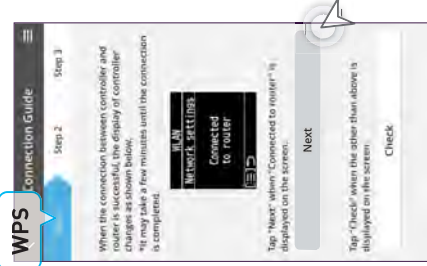 WPS
Connection Guide
Step 2
Step 3
When the connection between controller and
router is successful, the display of controller
changes as shown below.
*It may take a few minutes until the connection
is completed.
WLAN
Network settings
Connected
to router
Tap "Next" when "Connected to router" is
displayed on the screen.
Next
Tap "Check" when the other than above is
displayed on the screen.
Check